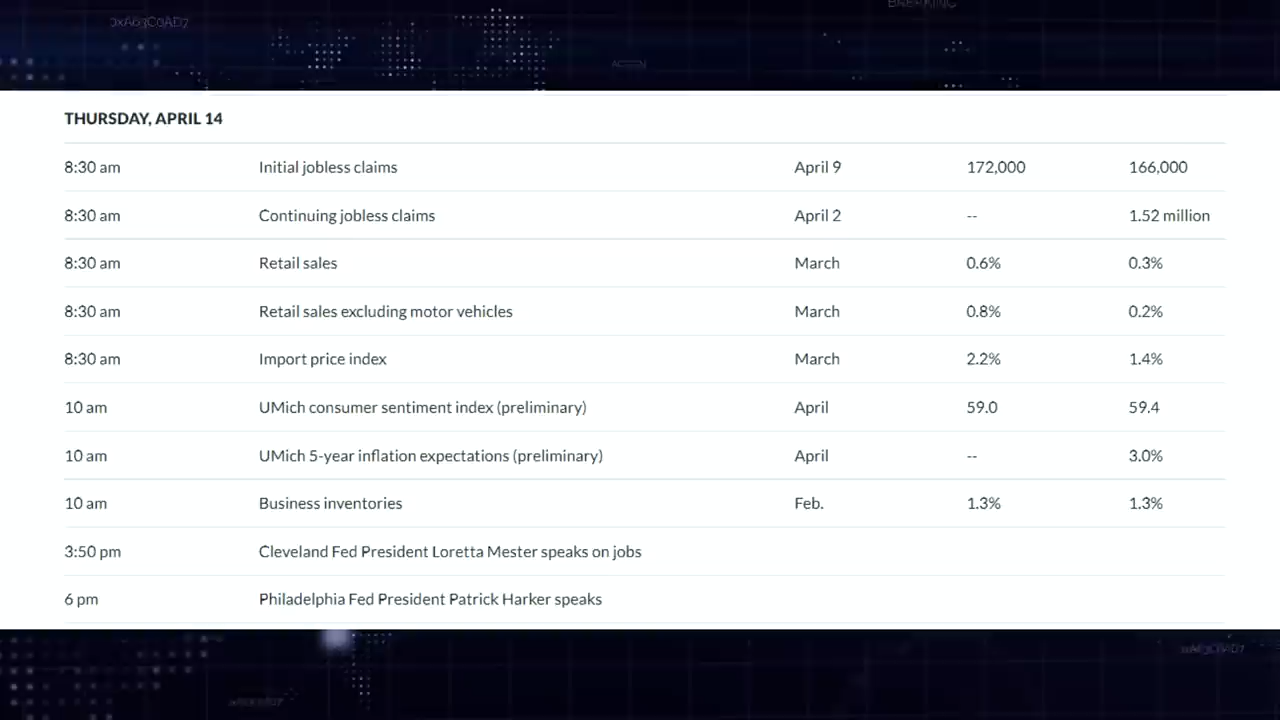 THURSDAY, APRIL 14
8:30 am Initial jobless claims April 9 172,000 166,000
8:30 am Continuing jobless claims April 2 -- 1.52 million
8:30 am Retail sales March 0.6% 0.3%
8:30 am Retail sales excluding motor vehicles March 0.8% 0.2%
8:30 am Import price index March 2.2% 1.4%
10 am UMich consumer sentiment index (preliminary) April 59.0 59.4
10 am UMich 5-year inflation expectations (preliminary) April -- 3.0%
10 am Business inventories Feb. 1.3% 1.3%
3:50 pm Cleveland Fed President Loretta Mester speaks on jobs
6 pm Philadelphia Fed President Patrick Harker speaks